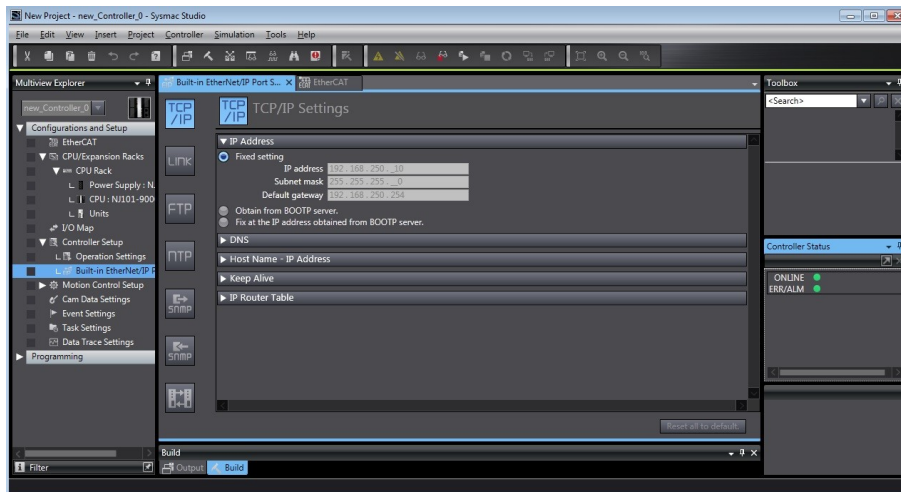 New Project - new_Controller_0 - Sysmac Studio
File Edit View Insert Project Controller Simulation Tools Help
Multiview Explorer
new_Controller_0
Configurations and Setup
EtherCAT
CPU/Expansion Racks
CPU Rack
Power Supply : N
CPU : NJ101-900
Units
I/O Map
Controller Setup
Operation Settings
Built-in EtherNet/IP P
Motion Control Setup
Cam Data Settings
Event Settings
Task Settings
Data Trace Settings
Programming
Filter
Built-in EtherNet/IP Port S... EtherCAT
TCP/IP
LINK
FTP
NTP
SNMP
SNMP
TCP/IP TCP/IP Settings
IP Address
Fixed setting
IP address 192.168.250._10
Subnet mask 255.255.255.__0
Default gateway 192.168.250.254
Obtain from BOOTP server.
Fix at the IP address obtained from BOOTP server.
DNS
Host Name - IP Address
Keep Alive
IP Router Table
Reset all to default.
Build
Output Build
Toolbox
<Search>
Controller Status
ONLINE
ERR/ALM